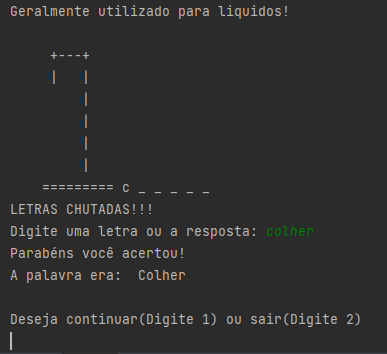 Geralmente utilizado para liquidos!
+---+
|   |
    |
    |
    |
    |
========= c _ _ _ _ _
LETRAS CHUTADAS!!!
Digite uma letra ou a resposta: colher
Parabéns você acertou!
A palavra era:  Colher
Deseja continuar(Digite 1) ou sair(Digite 2)